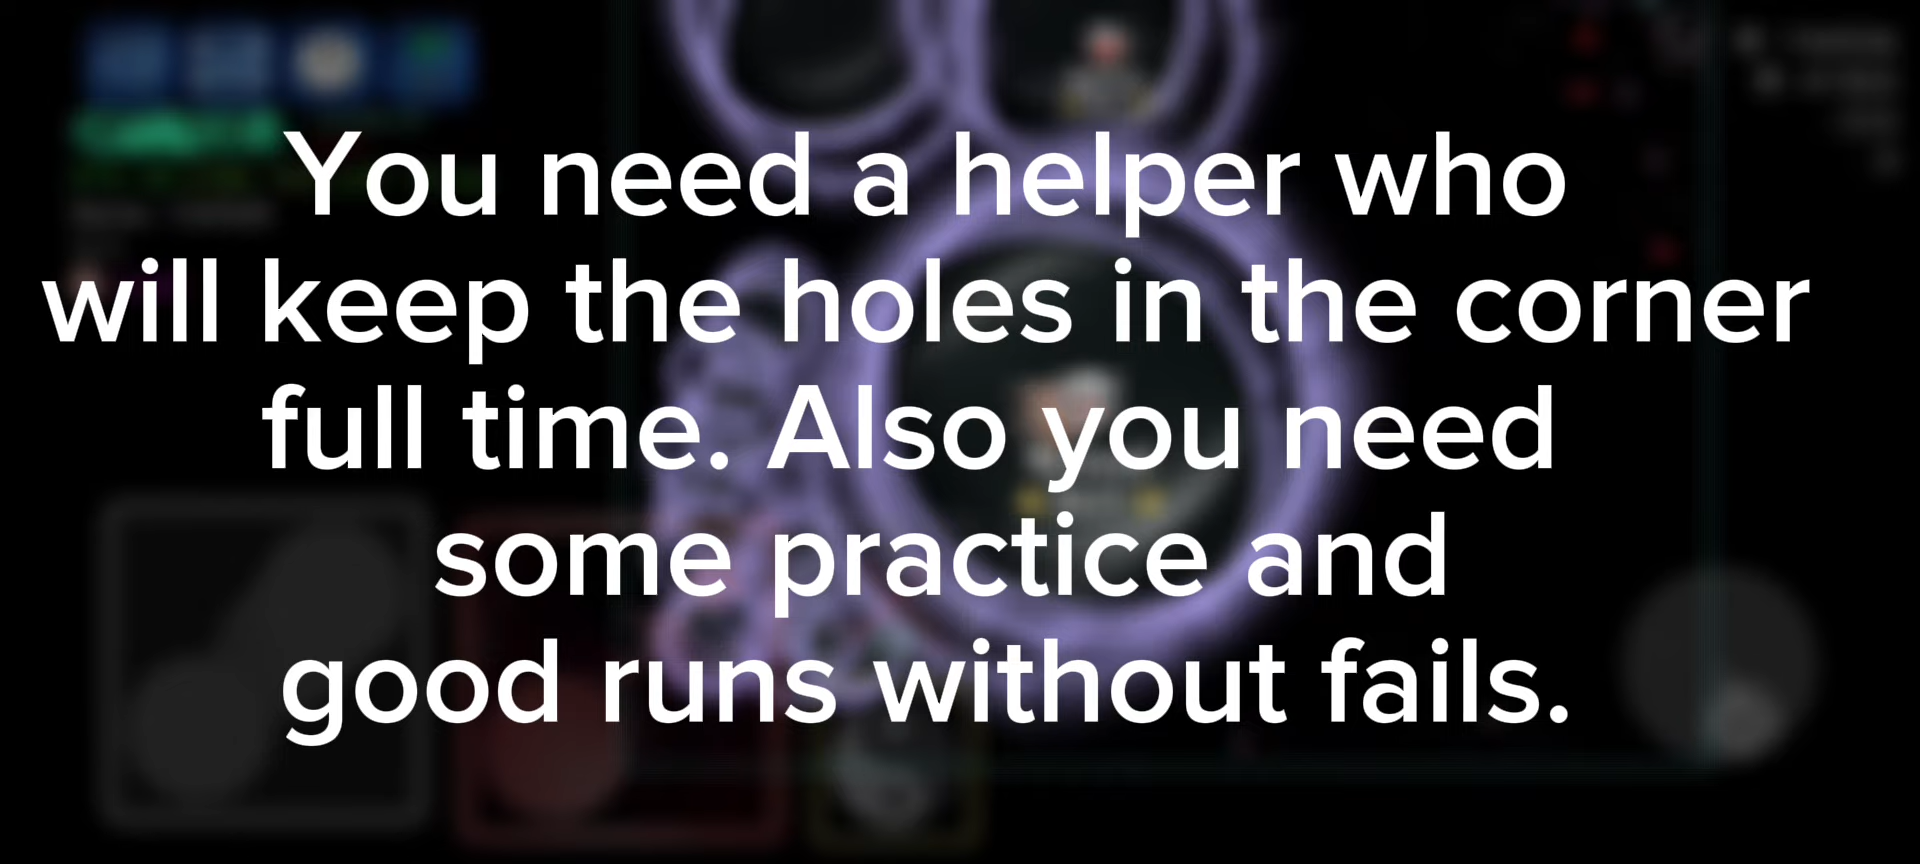 You need a helper who
will keep the holes in the corner
full time. Also you need
some practice and
good runs without fails.